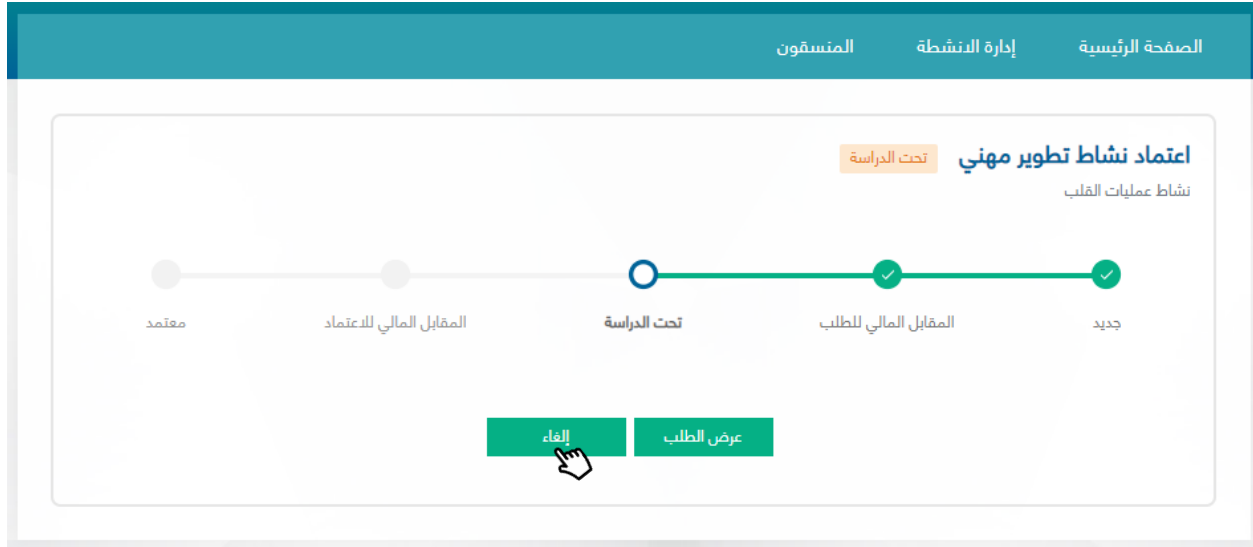 الصفحة الرئيسية إدارة الانشطة المنسقون
اعتماد نشاط تطوير مهني تحت الدراسة
نشاط عمليات القلب
جديد المقابل المالي للطلب تحت الدراسة المقابل المالي للاعتماد معتمد
عرض الطلب إلغاء